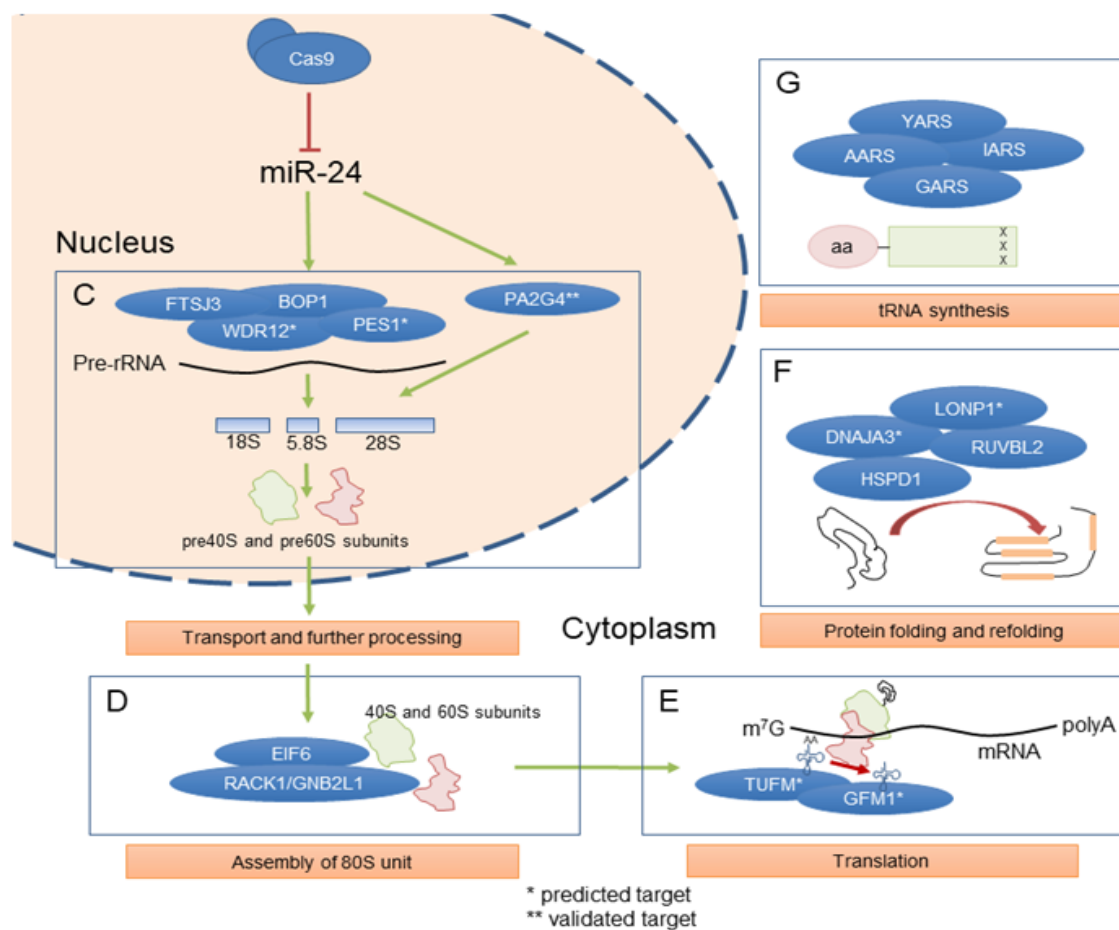 Cas9
miR-24
Nucleus
C
FTSJ3
BOP1
WDR12*
PES1*
PA2G4**
Pre-rRNA
18S
5.8S
28S
pre40S and pre60S subunits
Transport and further processing
Cytoplasm
D
40S and 60S subunits
EIF6
RACK1/GNB2L1
Assembly of 80S unit
E
m⁷G
polyA
mRNA
AA
TUFM*
GFM1*
Translation
* predicted target
** validated target
G
YARS
AARS
IARS
GARS
aa
X
X
X
tRNA synthesis
F
LONP1*
DNAJA3*
RUVBL2
HSPD1
Protein folding and refolding